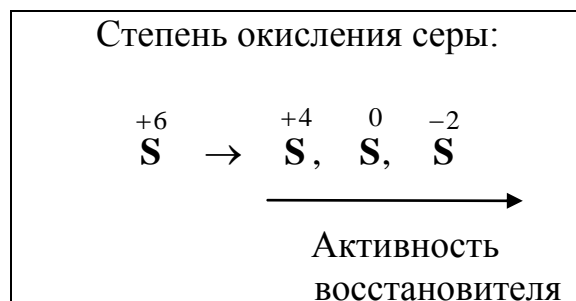 Степень окисления серы:
+6 +4 0 −2
S → S, S, S
Активность
восстановителя